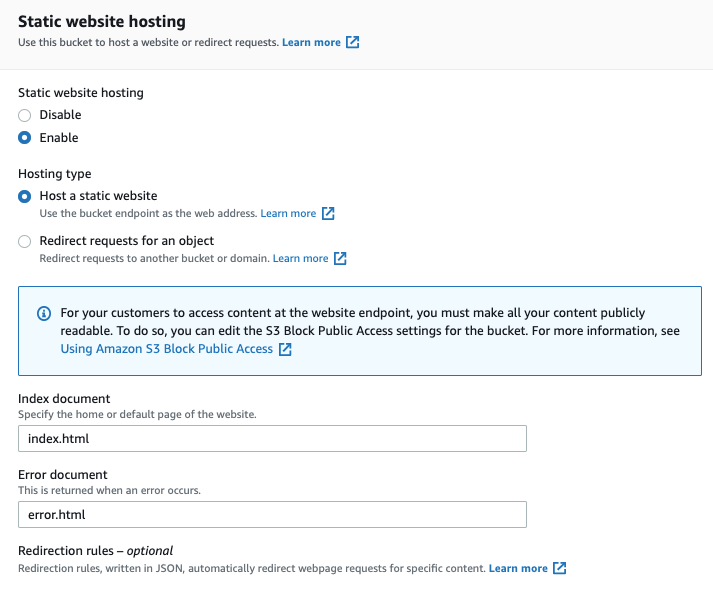 Static website hosting
Use this bucket to host a website or redirect requests. Learn more
Static website hosting
Disable
Enable
Hosting type
Host a static website
Use the bucket endpoint as the web address. Learn more
Redirect requests for an object
Redirect requests to another bucket or domain. Learn more
For your customers to access content at the website endpoint, you must make all your content publicly
readable. To do so, you can edit the S3 Block Public Access settings for the bucket. For more information, see
Using Amazon S3 Block Public Access
Index document
Specify the home or default page of the website.
index.html
Error document
This is returned when an error occurs.
error.html
Redirection rules – optional
Redirection rules, written in JSON, automatically redirect webpage requests for specific content. Learn more